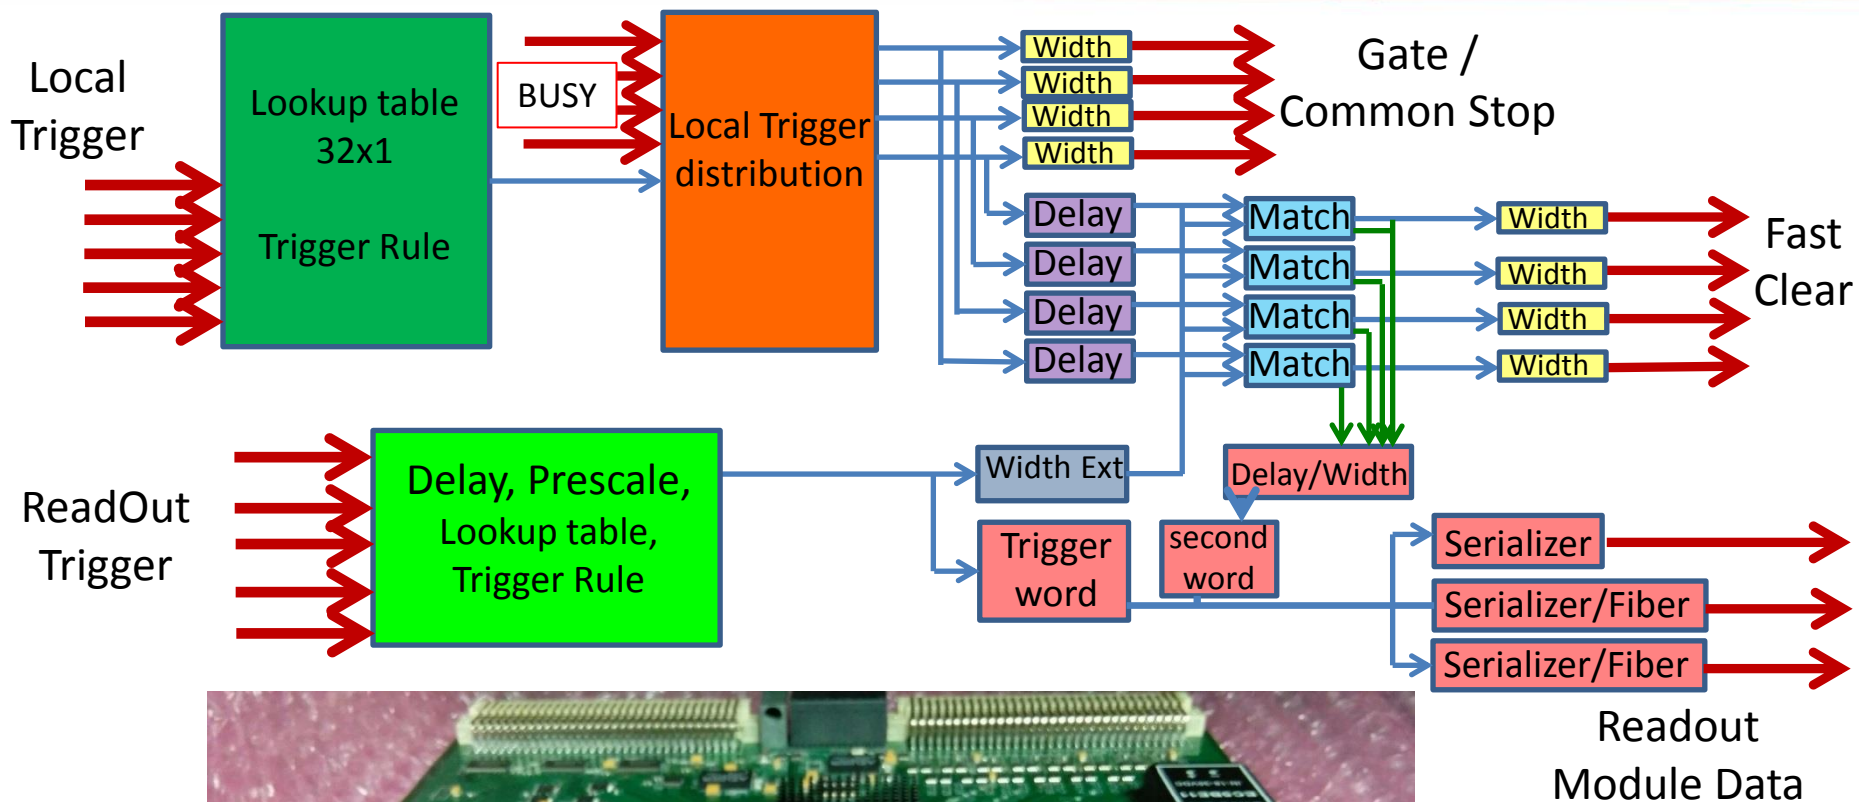 Local
Trigger
Lookup table
32x1
Trigger Rule
BUSY
Local Trigger
distribution
Width
Width
Width
Width
Gate /
Common Stop
Delay
Delay
Delay
Delay
Match
Match
Match
Match
Width
Width
Width
Width
Fast
Clear
ReadOut
Trigger
Delay, Prescale,
Lookup table,
Trigger Rule
Width Ext
Delay/Width
Trigger
word
second
word
Serializer
Serializer/Fiber
Serializer/Fiber
Readout
Module Data